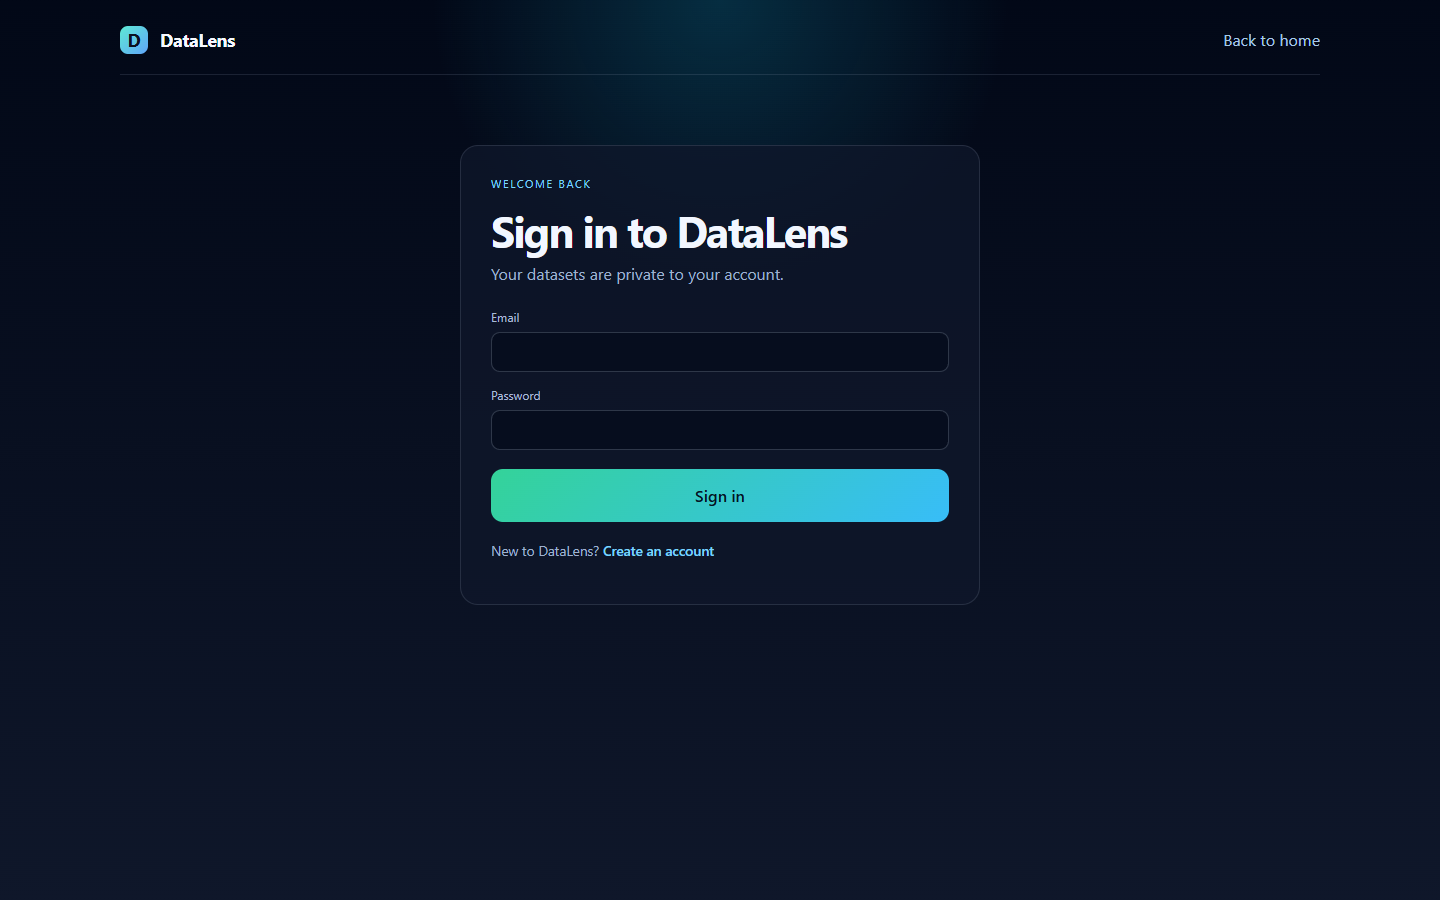 D DataLens
Back to home
WELCOME BACK
Sign in to DataLens
Your datasets are private to your account.
Email
Password
Sign in
New to DataLens? Create an account